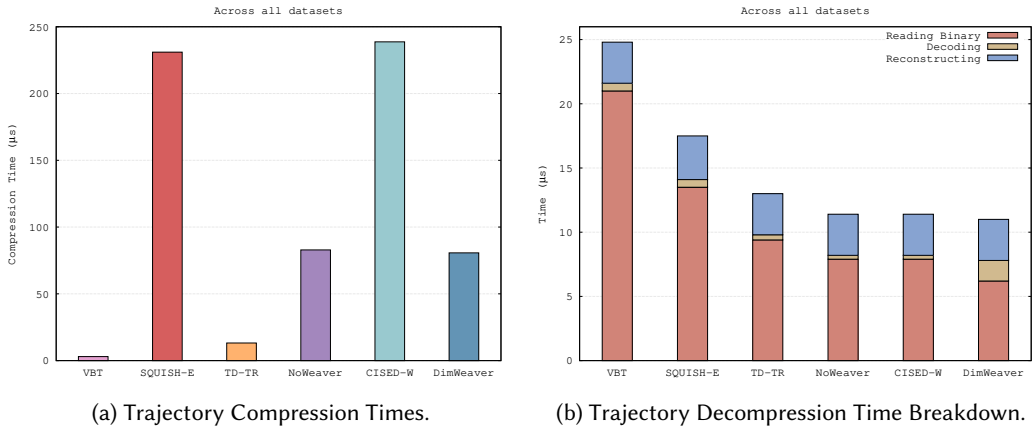 Across all datasets
250
200
150
100
50
0
Compression Time (µs)
VBT SQUISH-E TD-TR NoWeaver CISED-W DimWeaver
(a) Trajectory Compression Times.
Across all datasets
Reading Binary
Decoding
Reconstructing
25
20
15
10
5
0
Time (µs)
VBT SQUISH-E TD-TR NoWeaver CISED-W DimWeaver
(b) Trajectory Decompression Time Breakdown.